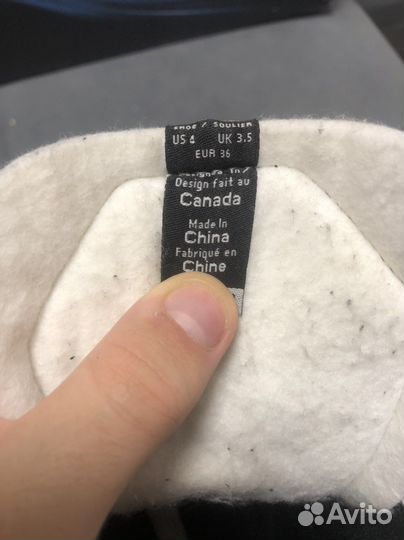 SHOE / SOULIER
US 4 UK 3.5
EUR 36
Designed in/
Design fait au
Canada
Made In
China
Fabriqué en
Chine
Avito